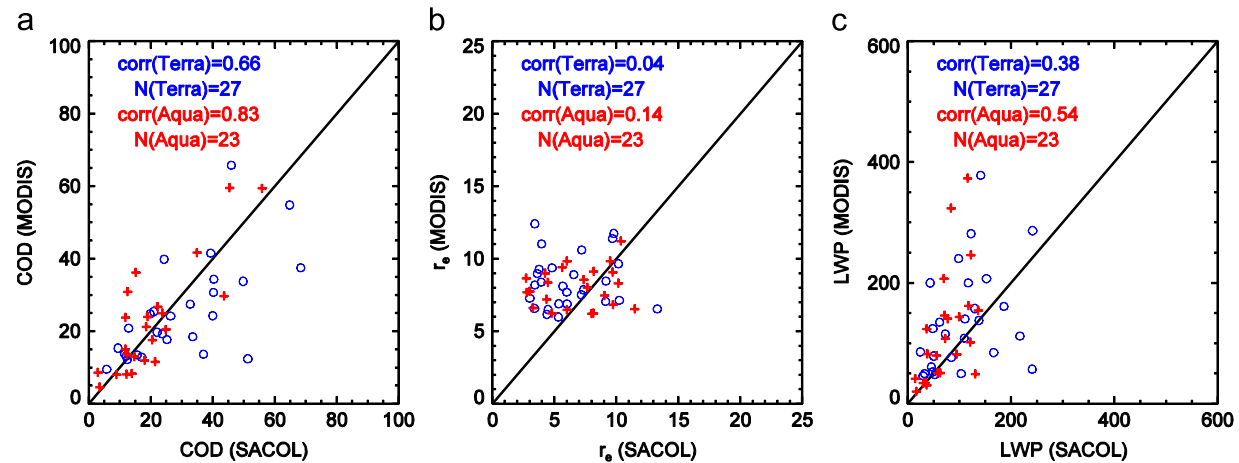 a
100
80
60
40
20
0
COD (MODIS)
corr(Terra)=0.66
N(Terra)=27
corr(Aqua)=0.83
N(Aqua)=23
0 20 40 60 80 100
COD (SACOL)
b
25
20
15
10
5
0
re (MODIS)
corr(Terra)=0.04
N(Terra)=27
corr(Aqua)=0.14
N(Aqua)=23
0 5 10 15 20 25
re (SACOL)
c
600
400
200
0
LWP (MODIS)
corr(Terra)=0.38
N(Terra)=27
corr(Aqua)=0.54
N(Aqua)=23
0 200 400 600
LWP (SACOL)